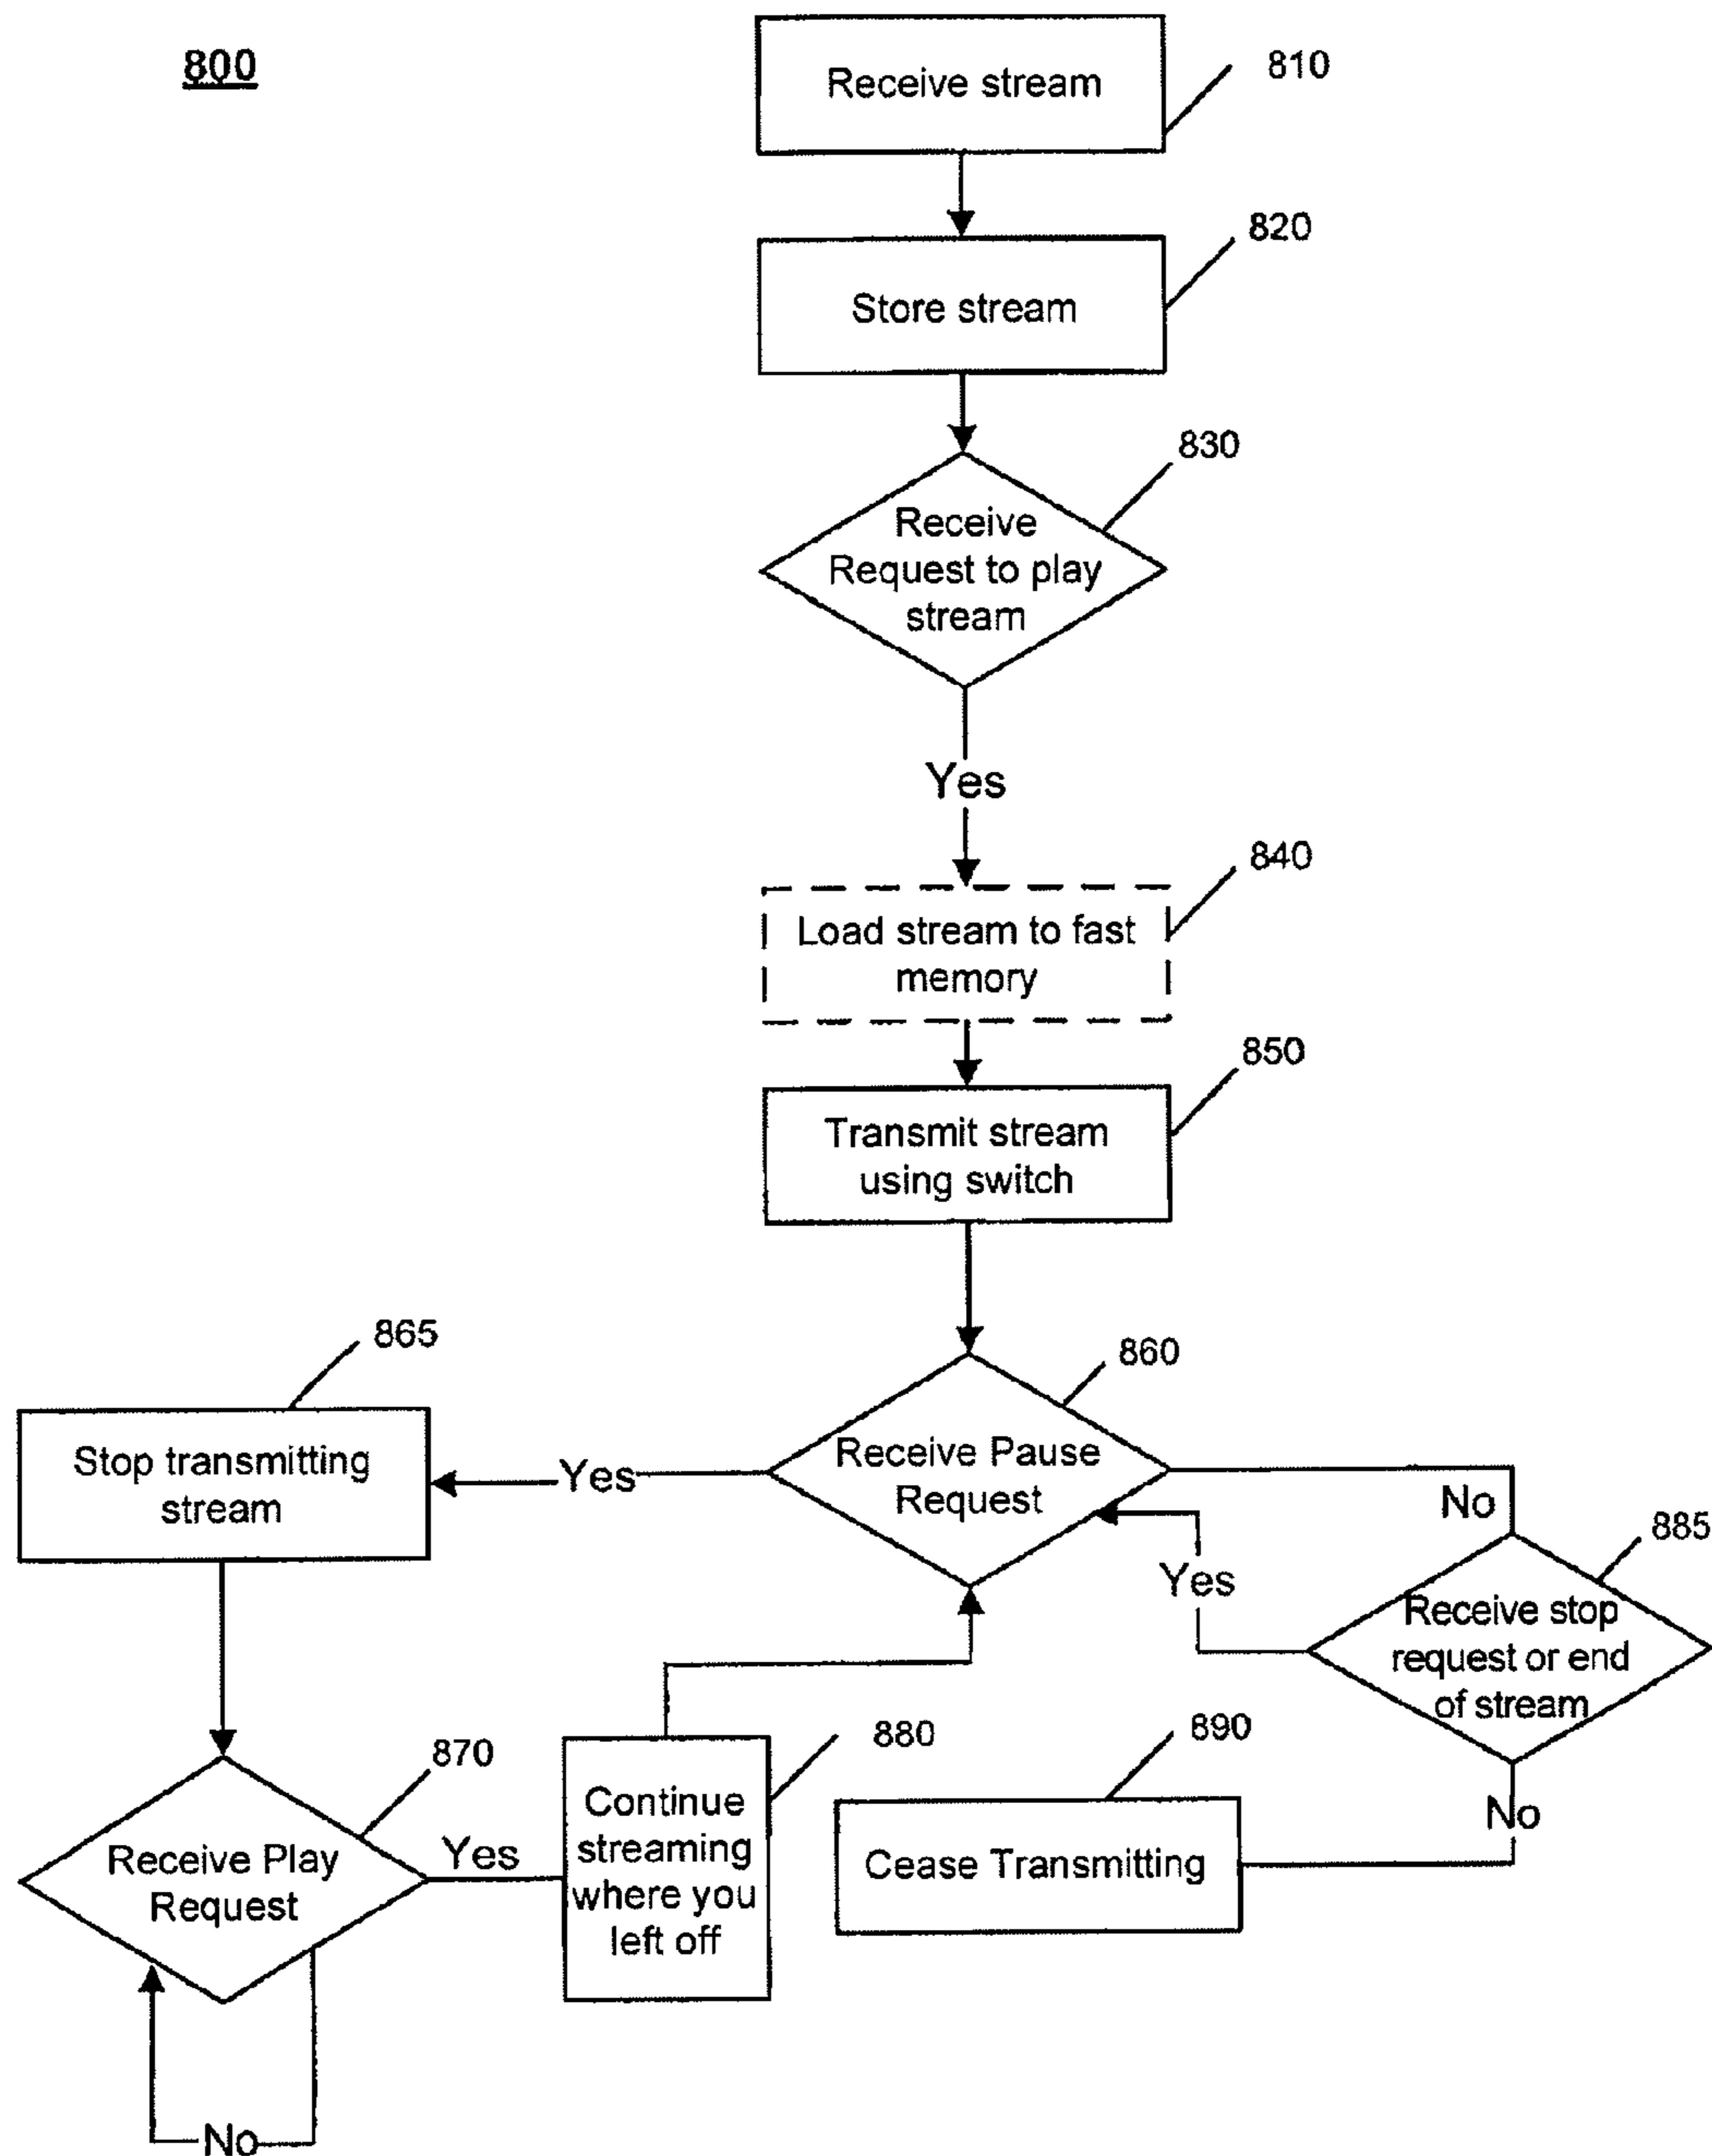 800
Receive stream
810
Store stream
820
830
Receive
Request to play
stream
Yes
840
Load stream to fast
memory
850
Transmit stream
using switch
865
860
Stop transmitting
stream
Yes
Receive Pause
Request
No
885
Yes
Receive stop
request or end
of stream
870
880
890
Receive Play
Request
Yes
Continue
streaming
where you
left off
Cease Transmitting
No
No